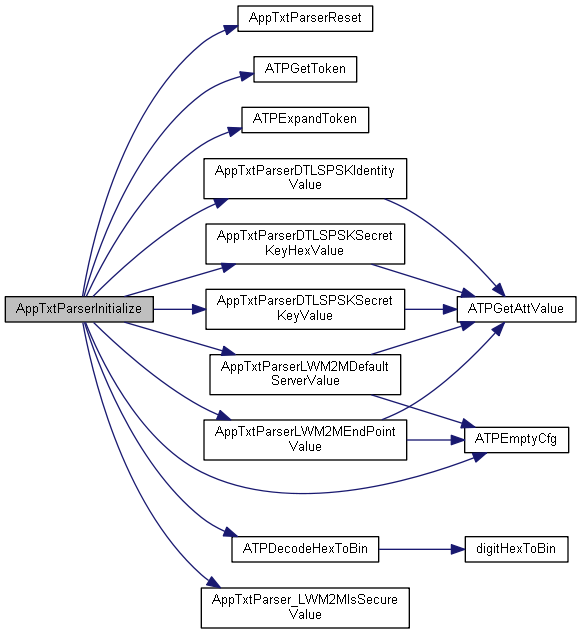 AppTxtParserReset
ATPGetToken
ATPExpandToken
AppTxtParserDTLSPSKIdentity
Value
AppTxtParserDTLSPSKSecret
KeyHexValue
AppTxtParserInitialize
AppTxtParserDTLSPSKSecret
KeyValue
ATPGetAttValue
AppTxtParserLWM2MDefault
ServerValue
AppTxtParserLWM2MEndPoint
Value
ATPEmptyCfg
ATPDecodeHexToBin
digitHexToBin
AppTxtParser_LWM2MIsSecure
Value